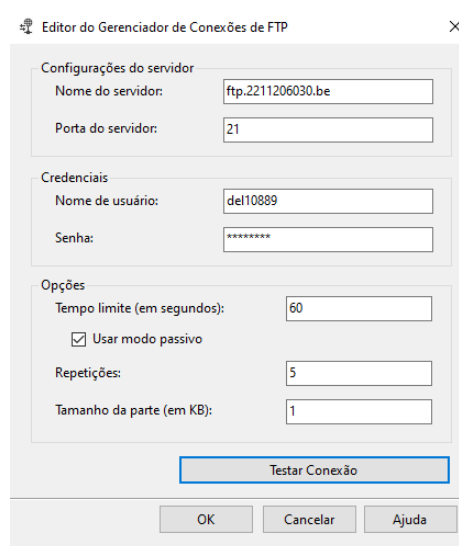 Editor do Gerenciador de Conexões de FTP
Configurações do servidor
Nome do servidor: ftp.2211206030.be
Porta do servidor: 21
Credenciais
Nome de usuário: del10889
Senha: ********
Opções
Tempo limite (em segundos): 60
Usar modo passivo
Repetições: 5
Tamanho da parte (em KB): 1
Testar Conexão
OK Cancelar Ajuda